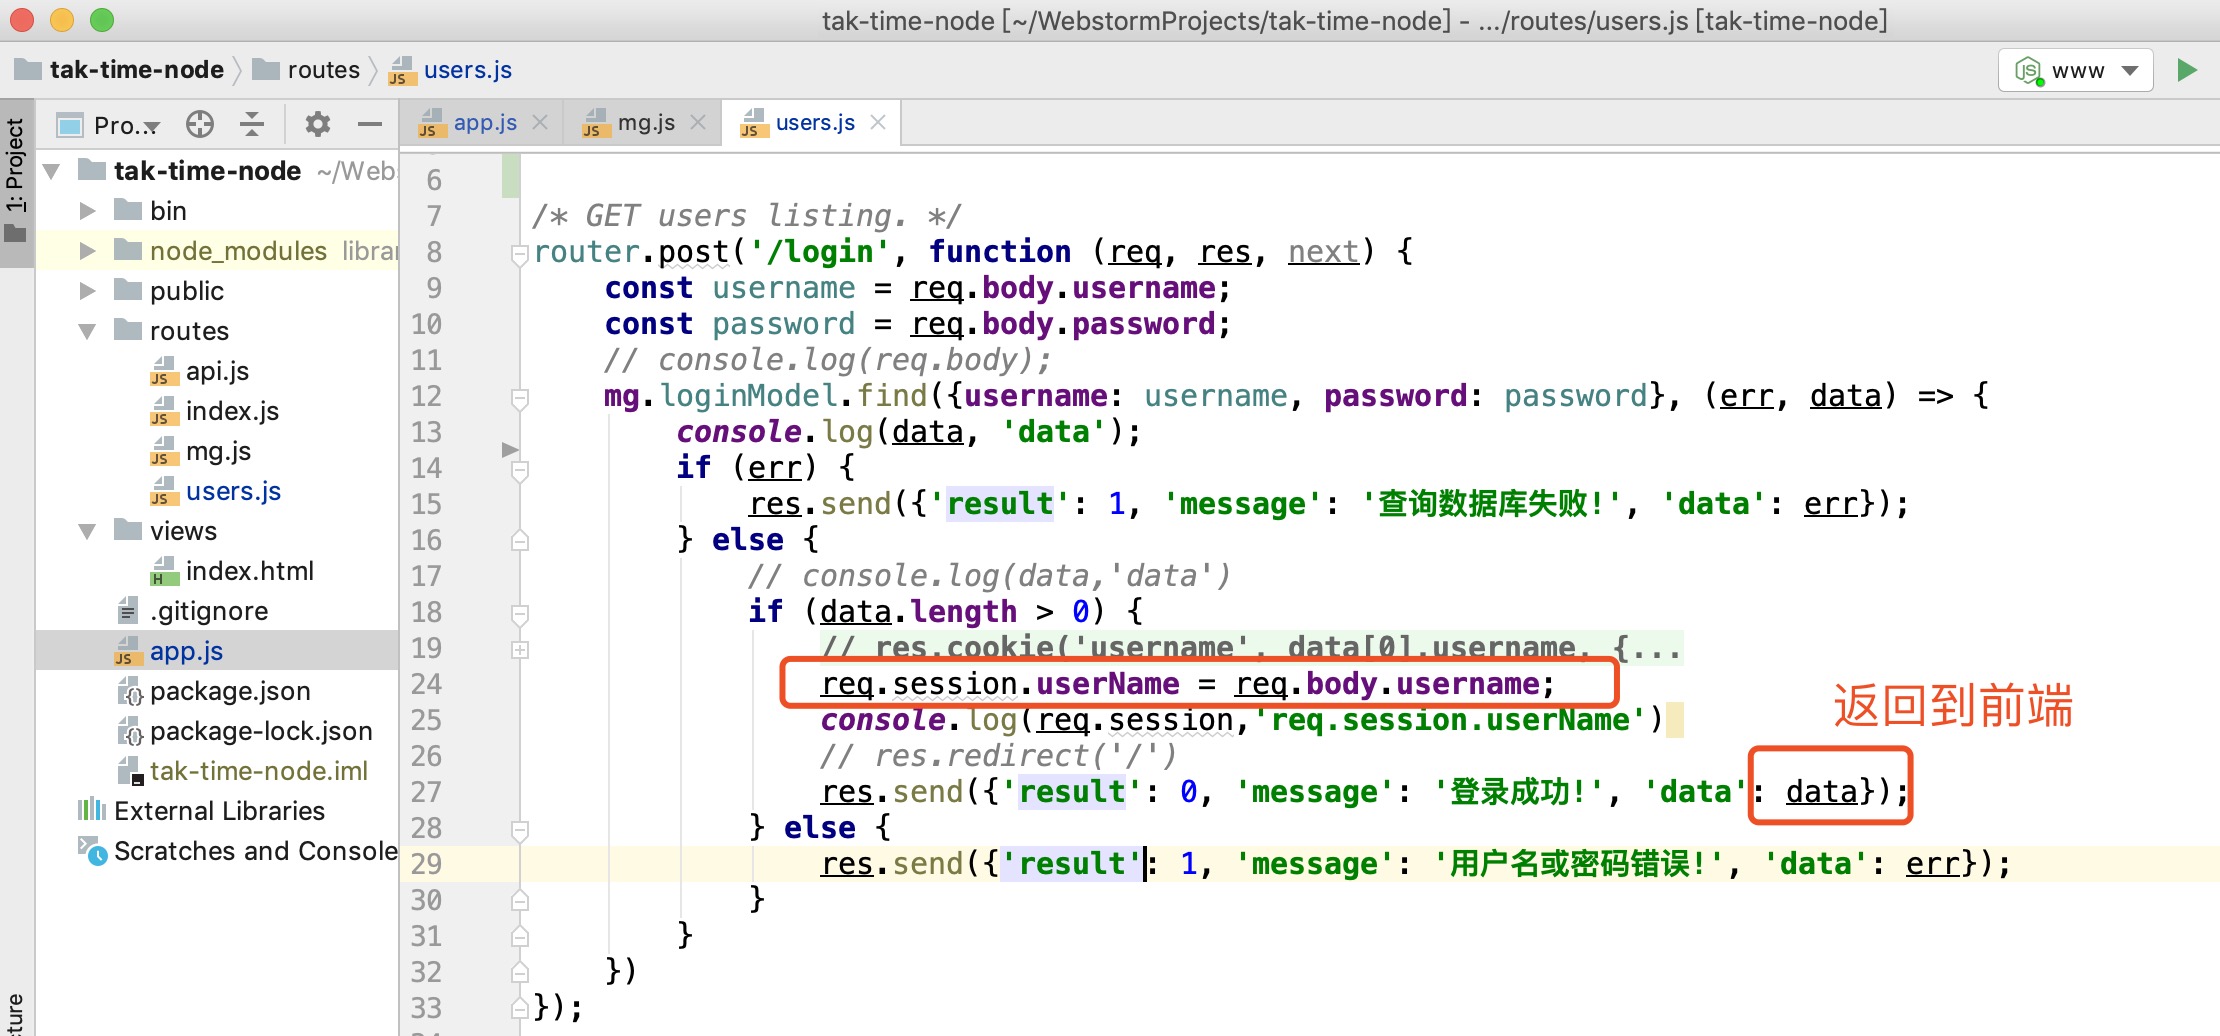 tak-time-node [~/WebstormProjects/tak-time-node] - .../routes/users.js [tak-time-node]
tak-time-node routes users.js www
1: Project
Pro...
app.js mg.js users.js
tak-time-node ~/Web
bin
node_modules librar
public
routes
api.js
index.js
mg.js
users.js
views
index.html
.gitignore
app.js
package.json
package-lock.json
tak-time-node.iml
External Libraries
Scratches and Console
cture
6
7 /* GET users listing. */
8 router.post('/login', function (req, res, next) {
9 const username = req.body.username;
10 const password = req.body.password;
11 // console.log(req.body);
12 mg.loginModel.find({username: username, password: password}, (err, data) => {
13 console.log(data, 'data');
14 if (err) {
15 res.send({'result': 1, 'message': '查询数据库失败!', 'data': err});
16 } else {
17 // console.log(data,'data')
18 if (data.length > 0) {
19 // res.cookie('username', data[0].username, {...
24 req.session.userName = req.body.username;
25 console.log(req.session,'req.session.userName')
26 // res.redirect('/')
返回到前端
27 res.send({'result': 0, 'message': '登录成功!', 'data': data});
28 } else {
29 res.send({'result': 1, 'message': '用户名或密码错误!', 'data': err});
30 }
31 }
32 })
33 });